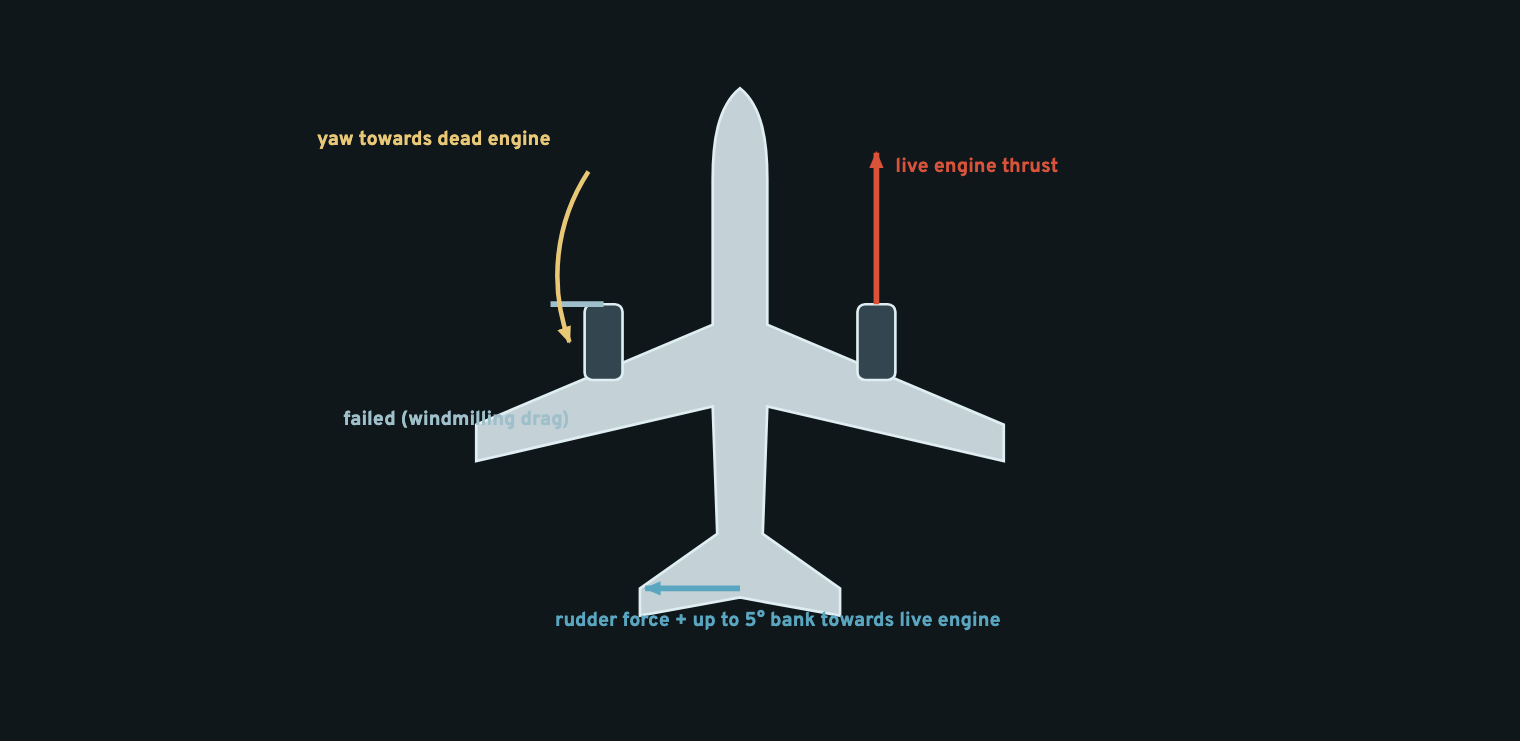 yaw towards dead engine
live engine thrust
failed (windmilling drag)
rudder force + up to 5° bank towards live engine